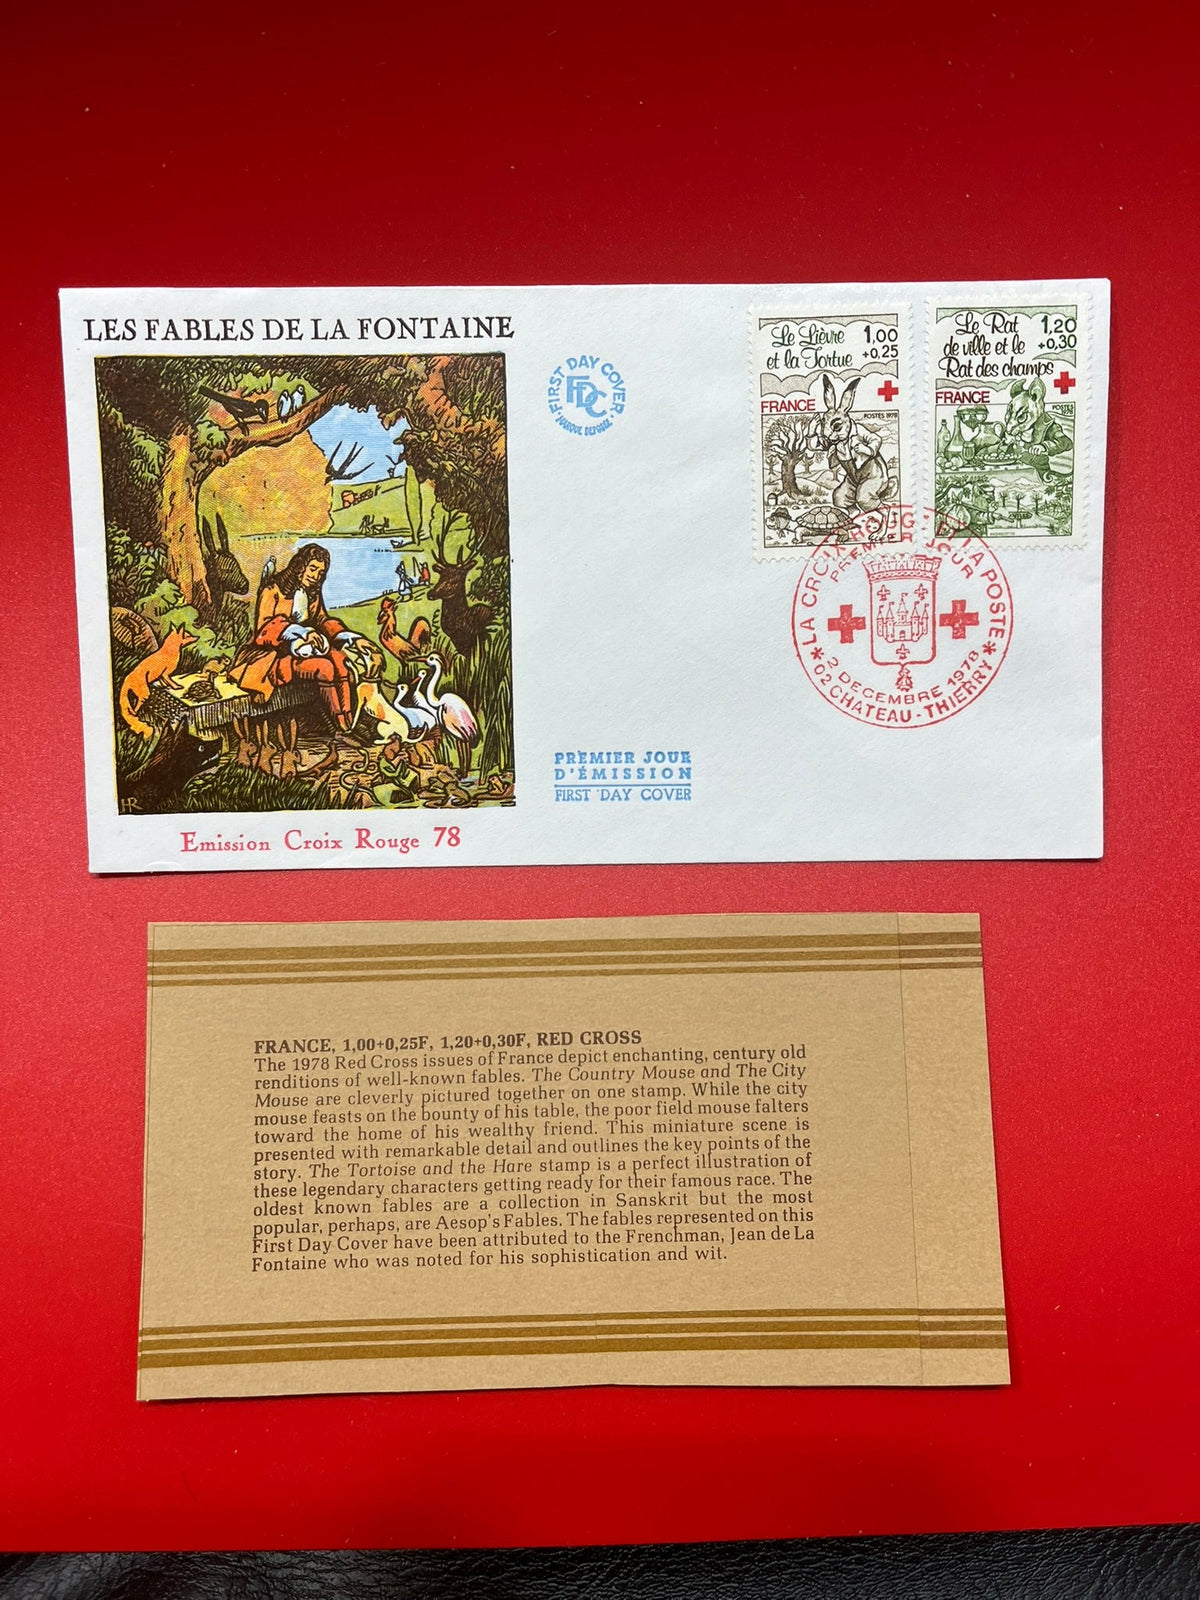 LES FABLES DE LA FONTAINE
FIRST DAY COVER
FDC
MARQUE DEPOSEE
Le Lièvre
et la Tortue
1,00
+0,25
FRANCE
POSTES 1978
Le Rat
de ville et le
Rat des champs
1,20
+0,30
FRANCE
LA CROIX ROUGE ET LA POSTE
PREMIER JOUR
2 DECEMBRE 1978
02 CHATEAU-THIERRY
HR
PREMIER JOUR
D'ÉMISSION
FIRST DAY COVER
Emission Croix Rouge 78
FRANCE, 1,00+0,25F, 1,20+0,30F, RED CROSS
The 1978 Red Cross issues of France depict enchanting, century old
renditions of well-known fables. The Country Mouse and The City
Mouse are cleverly pictured together on one stamp. While the city
mouse feasts on the bounty of his table, the poor field mouse falters
toward the home of his wealthy friend. This miniature scene is
presented with remarkable detail and outlines the key points of the
story. The Tortoise and the Hare stamp is a perfect illustration of
these legendary characters getting ready for their famous race. The
oldest known fables are a collection in Sanskrit but the most
popular, perhaps, are Aesop's Fables. The fables represented on this
First Day Cover have been attributed to the Frenchman, Jean de La
Fontaine who was noted for his sophistication and wit.